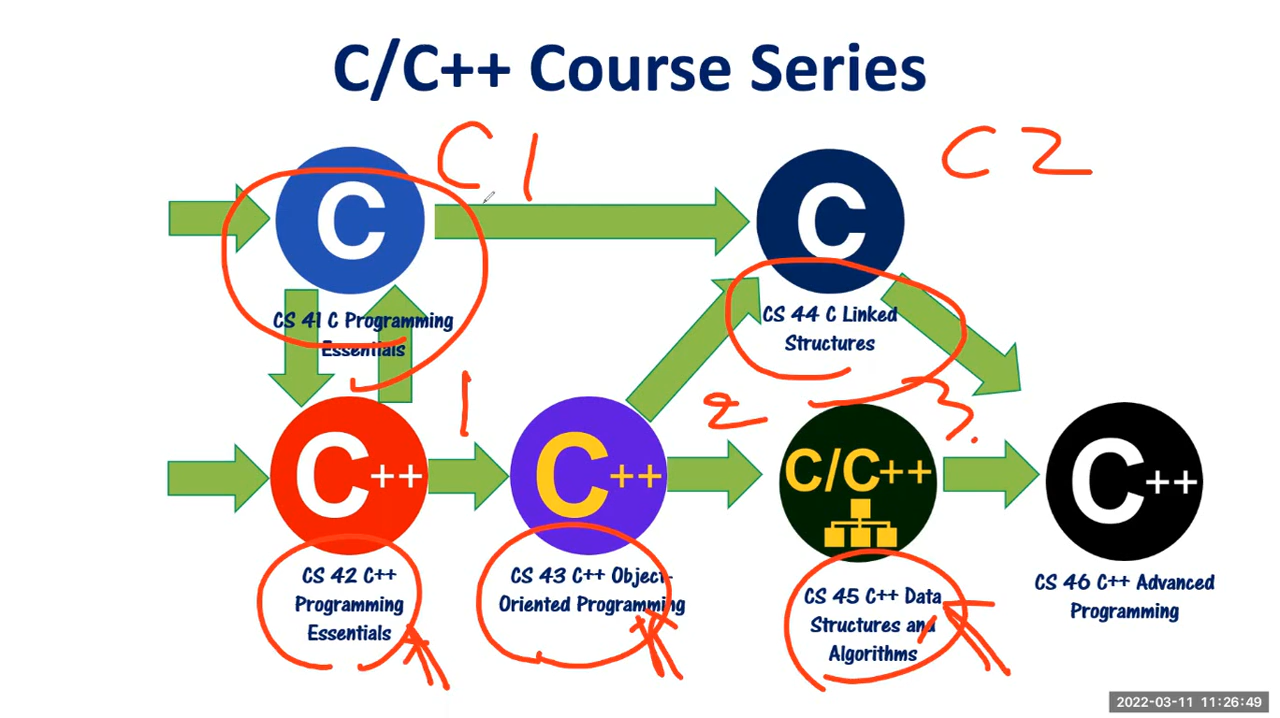 C/C++ Course Series
C1
C2
C
C
CS 41 C Programming
Essentials
CS 44 C Linked
Structures
1
2
3.
C++
C++
C/C++
C++
CS 42 C++
Programming
Essentials
CS 43 C++ Object-
Oriented Programming
CS 45 C++ Data
Structures and
Algorithms
CS 46 C++ Advanced
Programming
2022-03-11 11:26:49